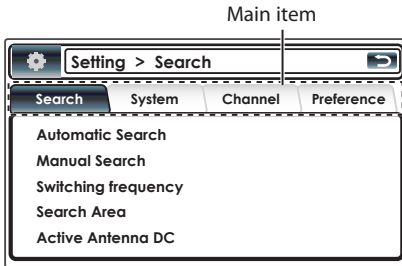 Main item
Setting > Search
Search System Channel Preference
Automatic Search
Manual Search
Switching frequency
Search Area
Active Antenna DC